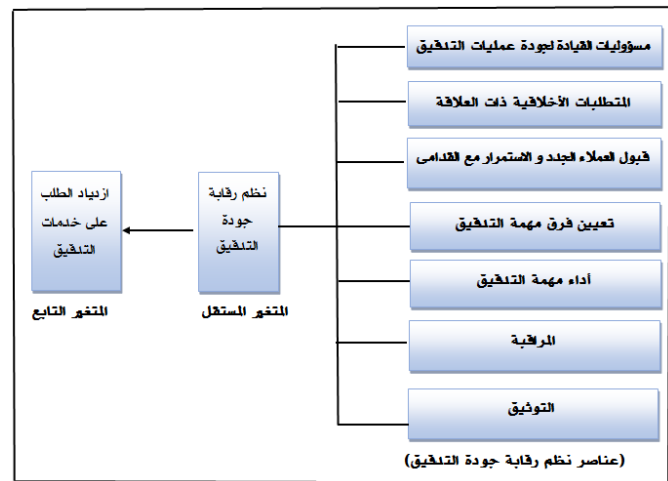 مسؤوليات القيادة لجودة عمليات التدقيق
المتطلبات الأخلاقية ذات العلاقة
قبول العملاء الجدد و الاستمرار مع القدامى
تعيين فرق مهمة التدقيق
أداء مهمة التدقيق
المراقبة
التوثيق
(عناصر نظم رقابة جودة التدقيق)
نظم رقابة
جودة
التدقيق
المتغير المستقل
ازدياد الطلب
على خدمات
التدقيق
المتغير التابع